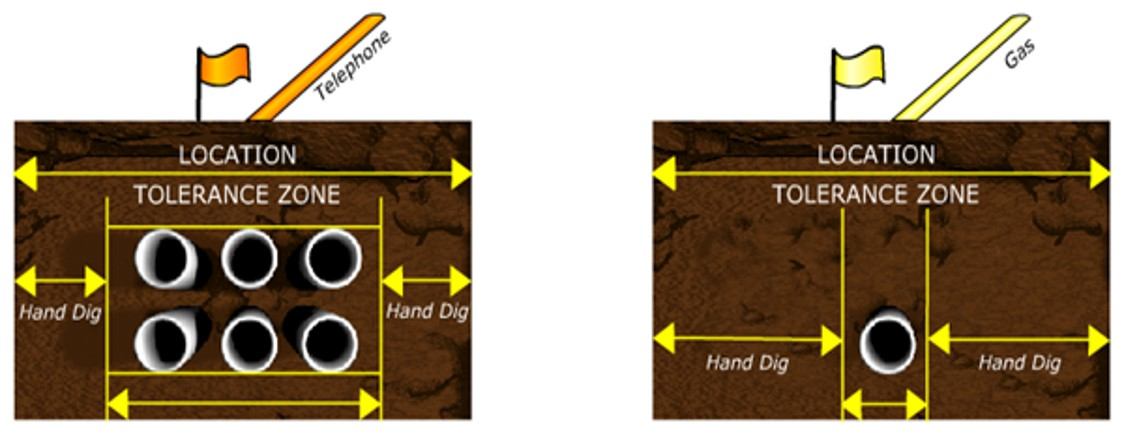 Telephone
LOCATION
TOLERANCE ZONE
Hand Dig
Hand Dig
Gas
LOCATION
TOLERANCE ZONE
Hand Dig
Hand Dig